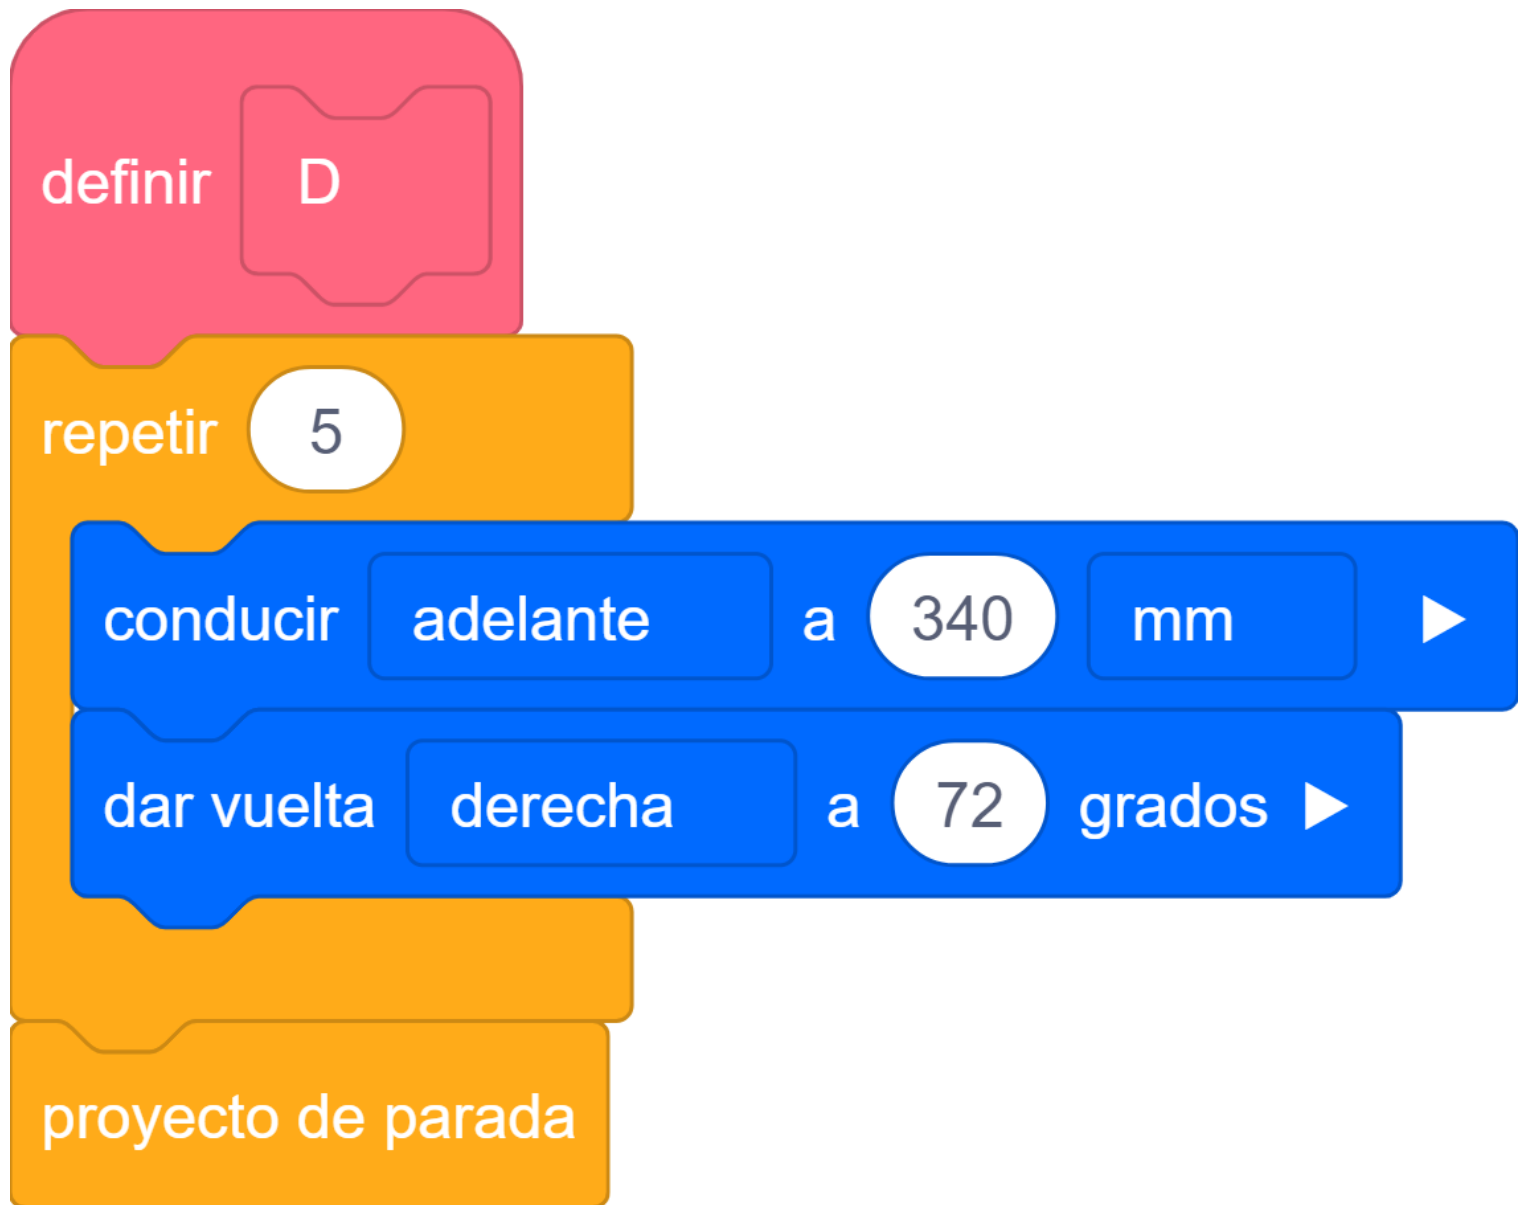 definir D
repetir 5
conducir adelante a 340 mm
dar vuelta derecha a 72 grados
proyecto de parada